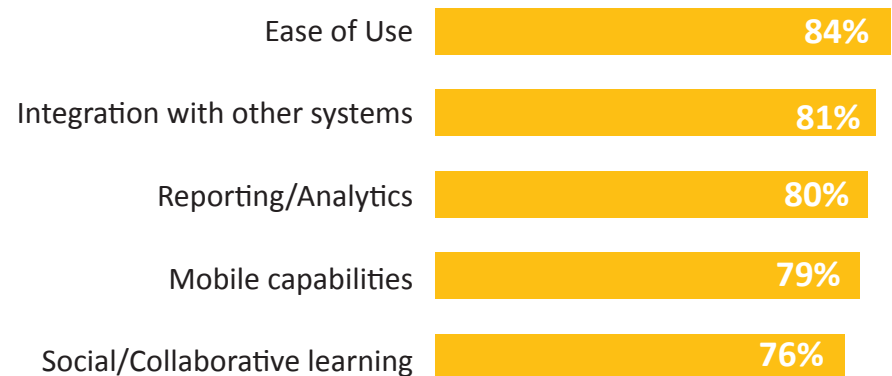 Ease of Use 84%
Integration with other systems 81%
Reporting/Analytics 80%
Mobile capabilities 79%
Social/Collaborative learning 76%